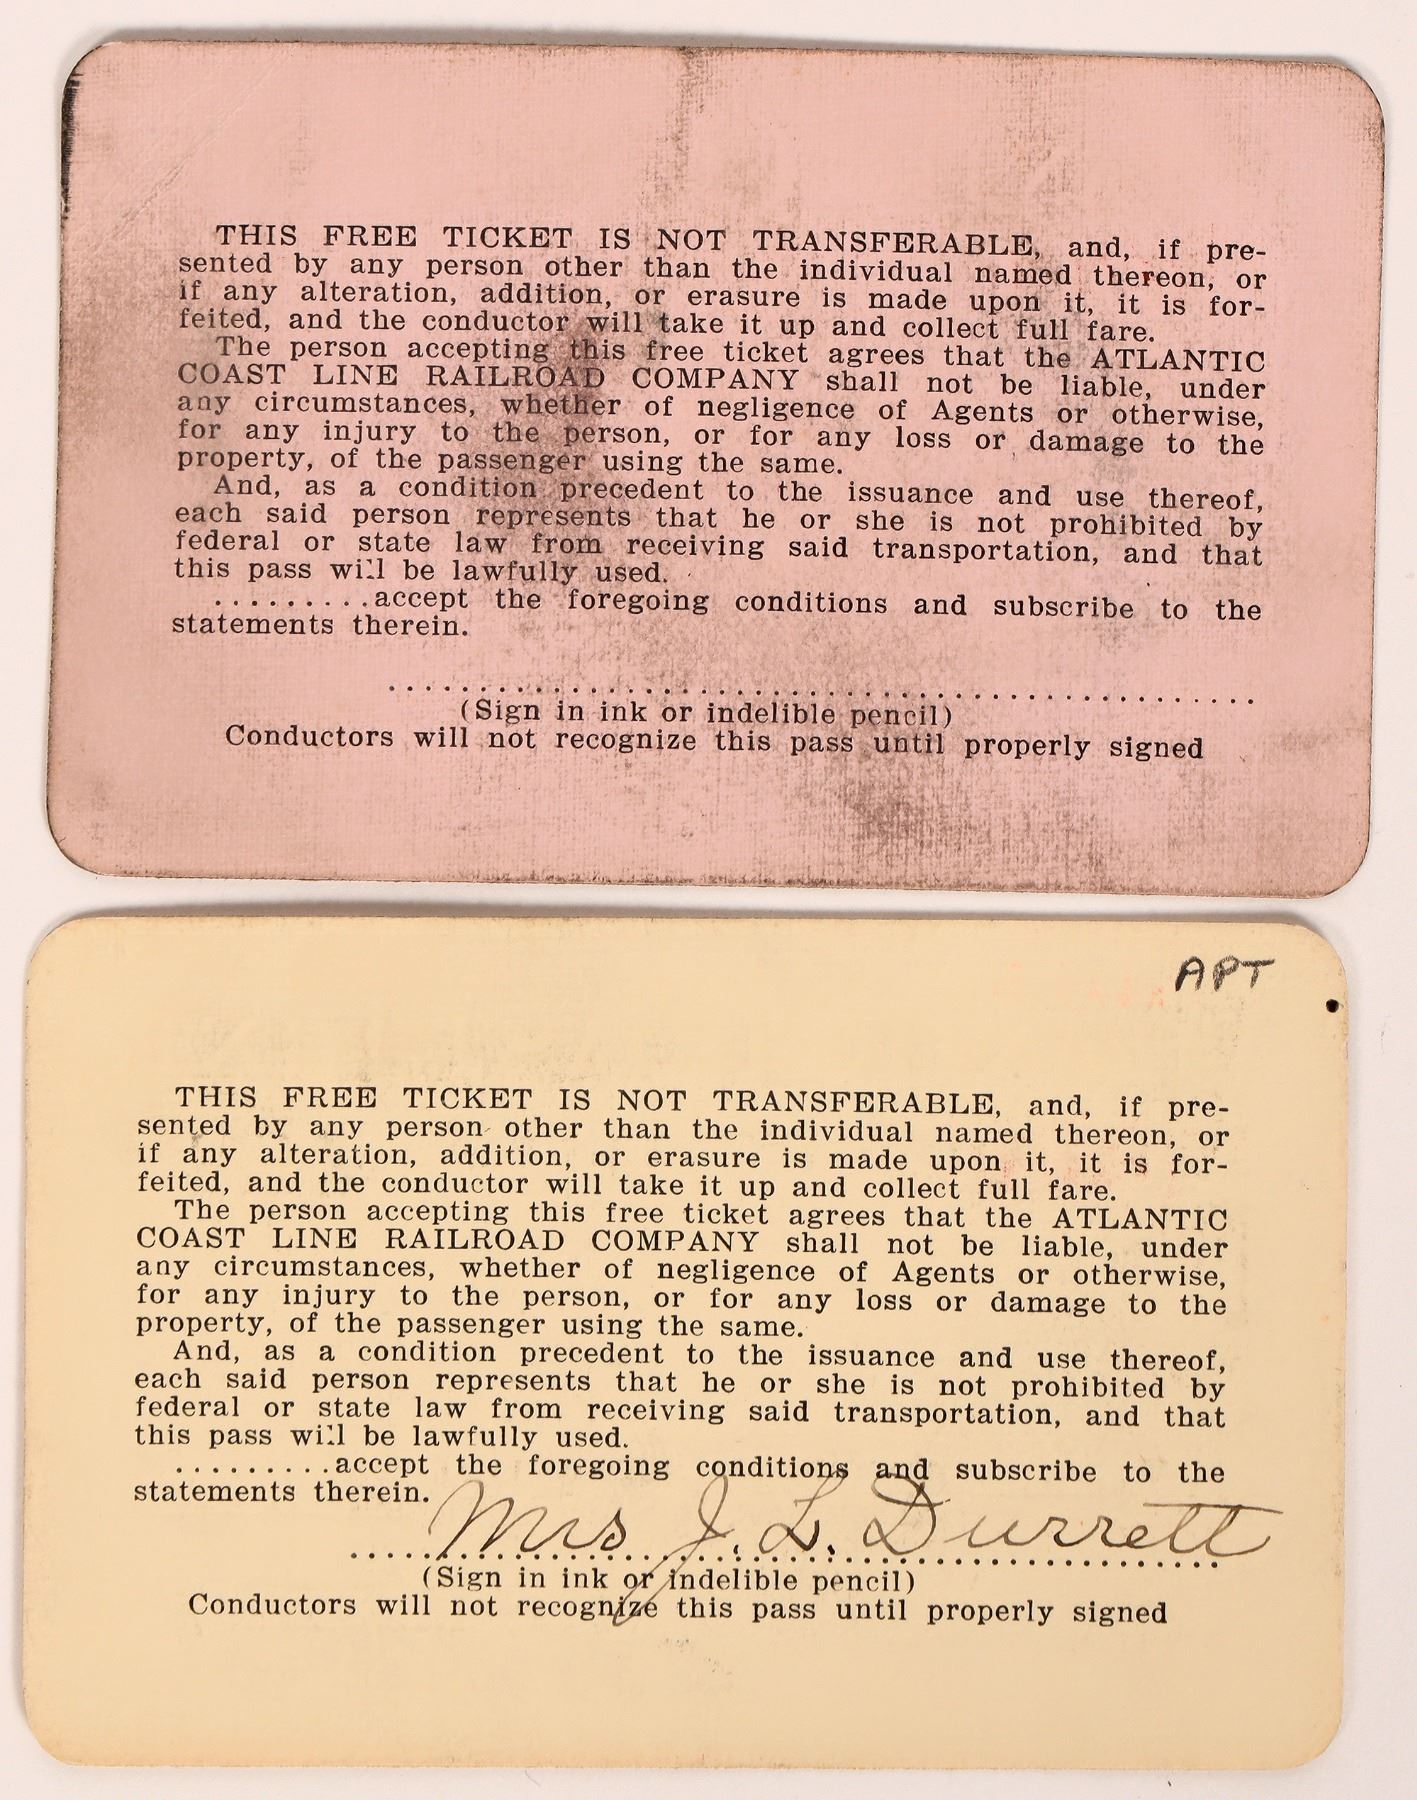 THIS FREE TICKET IS NOT TRANSFERABLE, and, if pre-
sented by any person other than the individual named thereon, or
if any alteration, addition, or erasure is made upon it, it is for-
feited, and the conductor will take it up and collect full fare.
The person accepting this free ticket agrees that the ATLANTIC
COAST LINE RAILROAD COMPANY shall not be liable, under
any circumstances, whether of negligence of Agents or otherwise,
for any injury to the person, or for any loss or damage to the
property, of the passenger using the same.
And, as a condition precedent to the issuance and use thereof,
each said person represents that he or she is not prohibited by
federal or state law from receiving said transportation, and that
this pass will be lawfully used.
.........accept the foregoing conditions and subscribe to the
statements therein.
(Sign in ink or indelible pencil)
Conductors will not recognize this pass until properly signed
APT
THIS FREE TICKET IS NOT TRANSFERABLE, and, if pre-
sented by any person other than the individual named thereon, or
if any alteration, addition, or erasure is made upon it, it is for-
feited, and the conductor will take it up and collect full fare.
The person accepting this free ticket agrees that the ATLANTIC
COAST LINE RAILROAD COMPANY shall not be liable, under
any circumstances, whether of negligence of Agents or otherwise,
for any injury to the person, or for any loss or damage to the
property, of the passenger using the same.
And, as a condition precedent to the issuance and use thereof,
each said person represents that he or she is not prohibited by
federal or state law from receiving said transportation, and that
this pass will be lawfully used.
.........accept the foregoing conditions and subscribe to the
statements therein.
Mrs J. L. Durrett
(Sign in ink or indelible pencil)
Conductors will not recognize this pass until properly signed